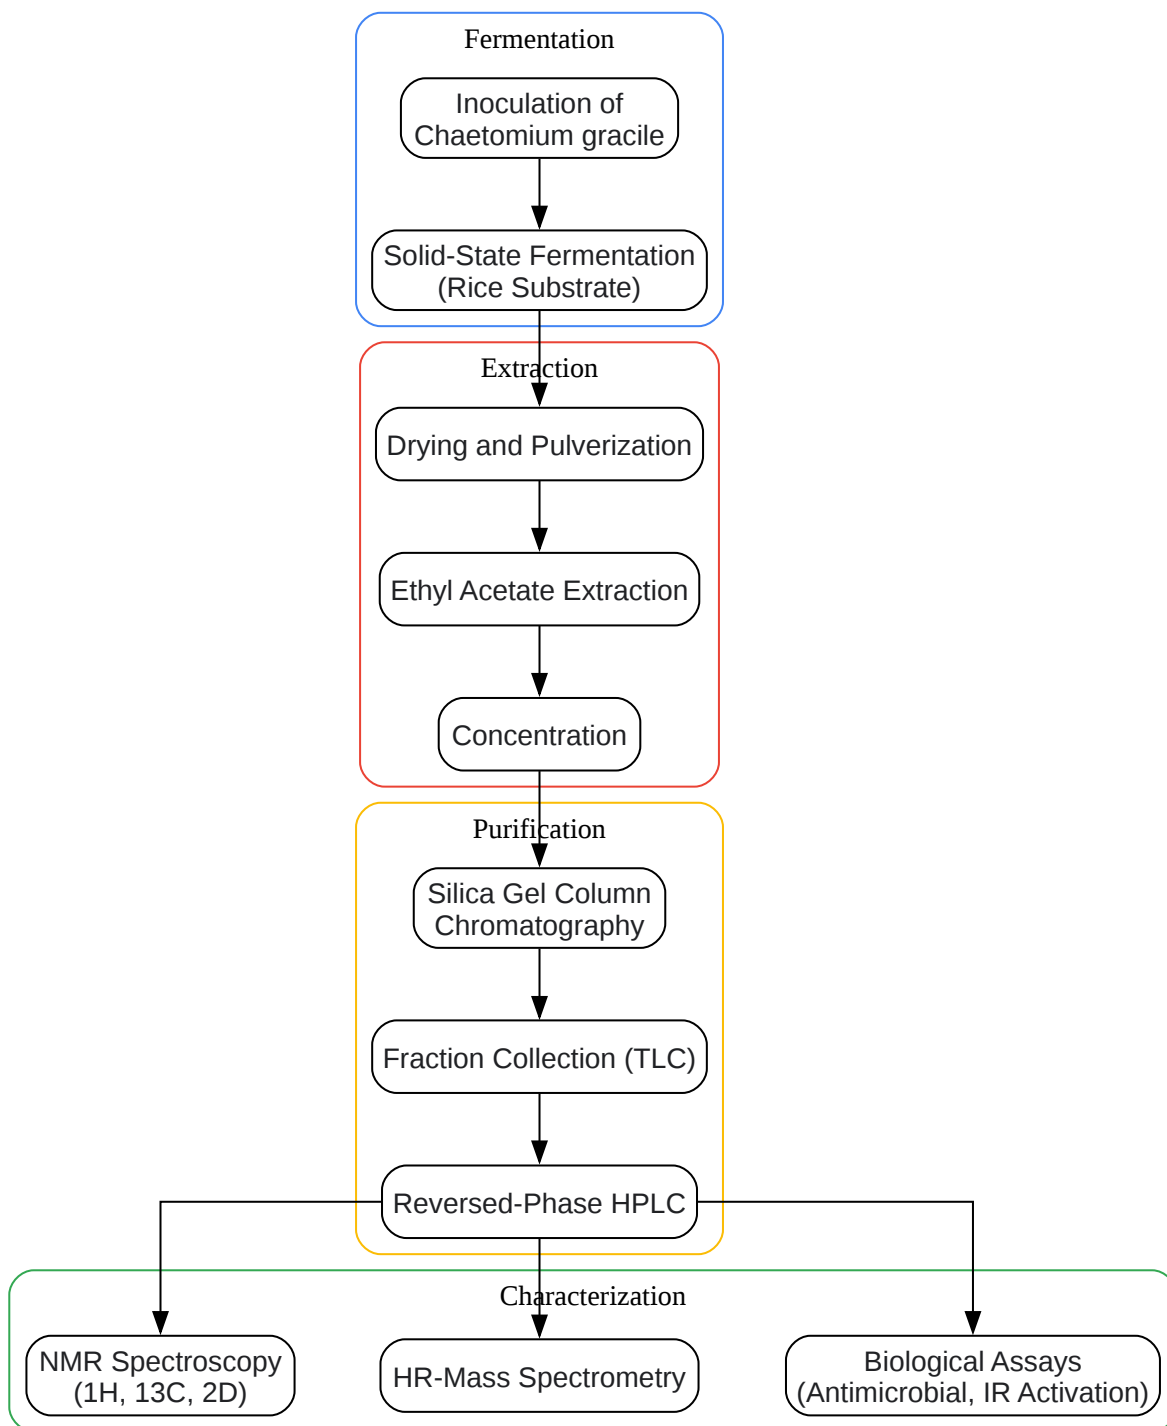 Fermentation
Inoculation of
Chaetomium gracile
Solid-State Fermentation
(Rice Substrate)
Extraction
Drying and Pulverization
Ethyl Acetate Extraction
Concentration
Purification
Silica Gel Column
Chromatography
Fraction Collection (TLC)
Reversed-Phase HPLC
Characterization
NMR Spectroscopy
(1H, 13C, 2D)
HR-Mass Spectrometry
Biological Assays
(Antimicrobial, IR Activation)